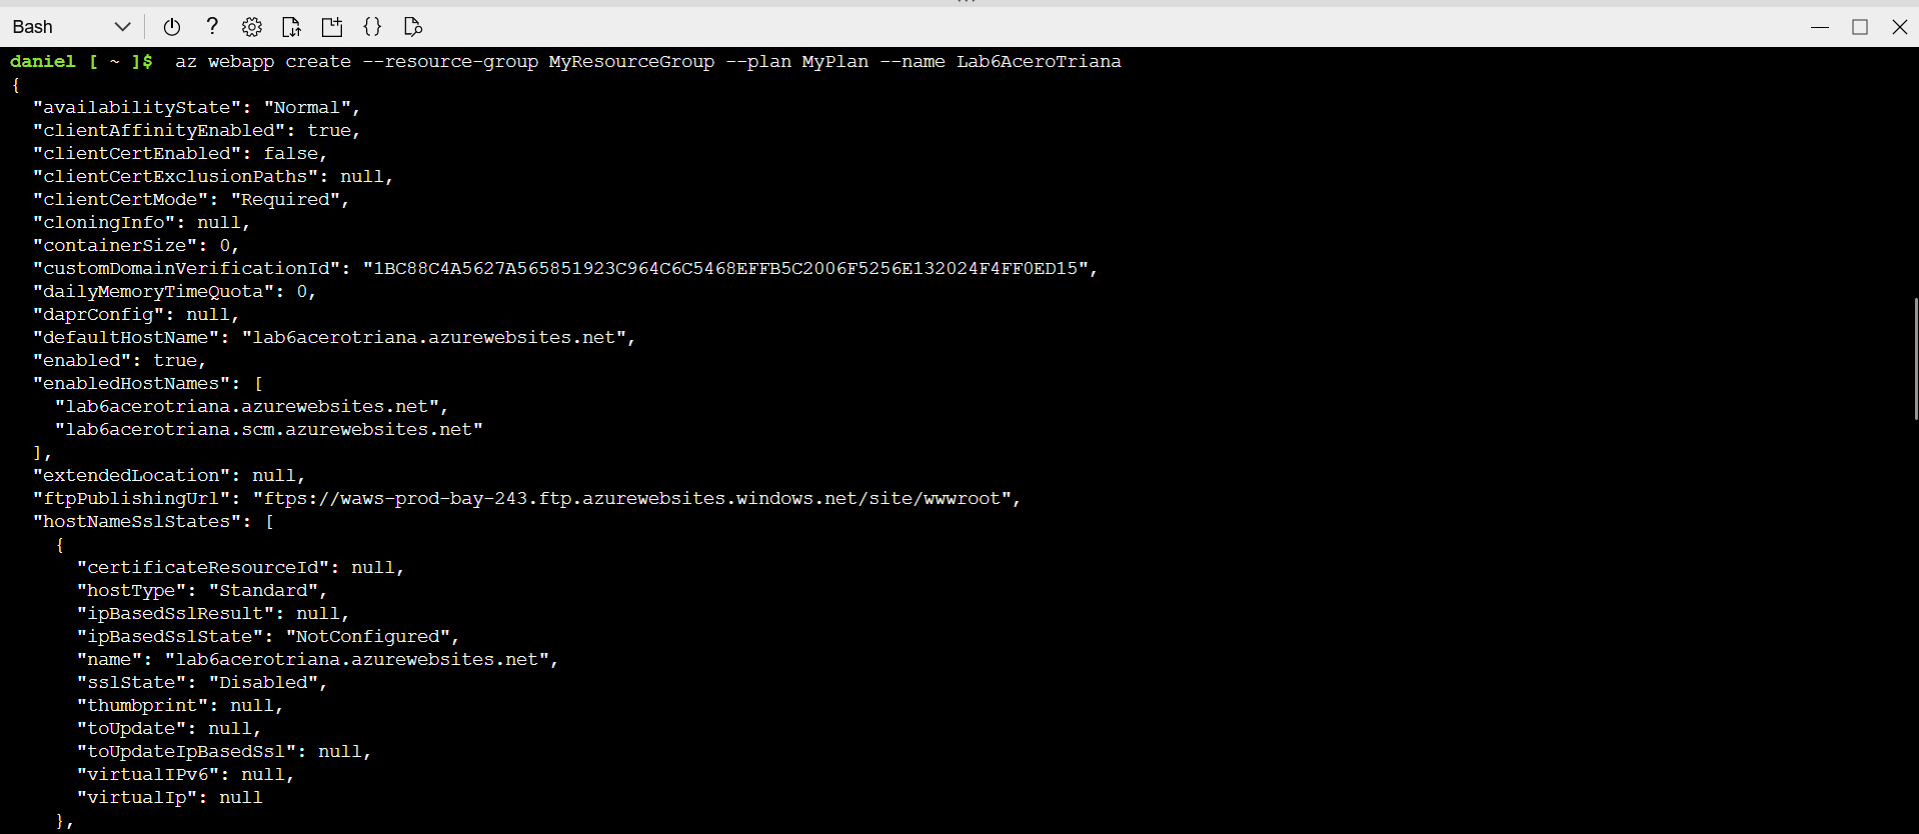 Bash
daniel [ ~ ]$  az webapp create --resource-group MyResourceGroup --plan MyPlan --name Lab6AceroTriana
{
  "availabilityState": "Normal",
  "clientAffinityEnabled": true,
  "clientCertEnabled": false,
  "clientCertExclusionPaths": null,
  "clientCertMode": "Required",
  "cloningInfo": null,
  "containerSize": 0,
  "customDomainVerificationId": "1BC88C4A5627A565851923C964C6C5468EFFB5C2006F5256E132024F4FF0ED15",
  "dailyMemoryTimeQuota": 0,
  "daprConfig": null,
  "defaultHostName": "lab6acerotriana.azurewebsites.net",
  "enabled": true,
  "enabledHostNames": [
    "lab6acerotriana.azurewebsites.net",
    "lab6acerotriana.scm.azurewebsites.net"
  ],
  "extendedLocation": null,
  "ftpPublishingUrl": "ftps://waws-prod-bay-243.ftp.azurewebsites.windows.net/site/wwwroot",
  "hostNameSslStates": [
    {
      "certificateResourceId": null,
      "hostType": "Standard",
      "ipBasedSslResult": null,
      "ipBasedSslState": "NotConfigured",
      "name": "lab6acerotriana.azurewebsites.net",
      "sslState": "Disabled",
      "thumbprint": null,
      "toUpdate": null,
      "toUpdateIpBasedSsl": null,
      "virtualIPv6": null,
      "virtualIp": null
    },